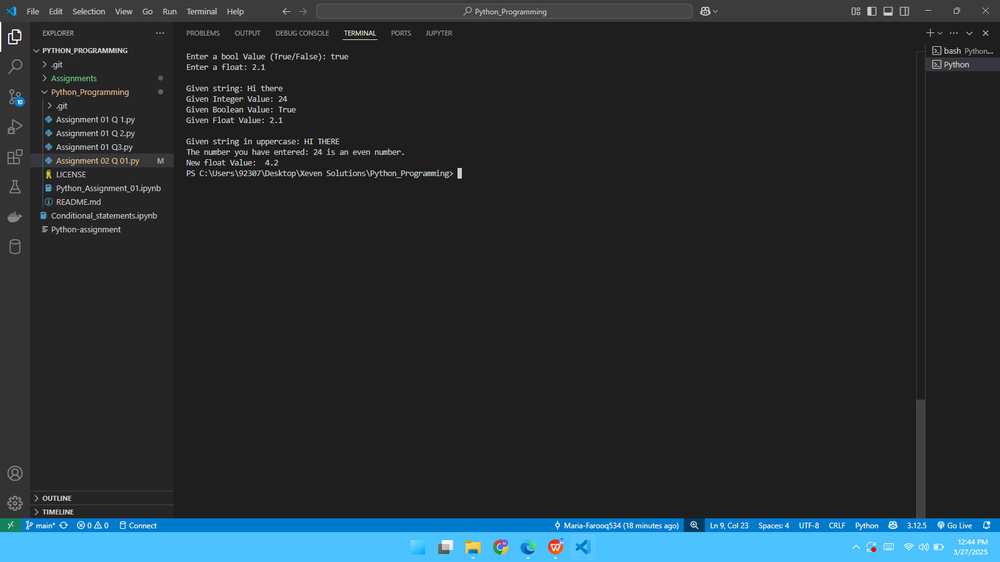 File Edit Selection View Go Run Terminal Help
Python_Programming
EXPLORER
PYTHON_PROGRAMMING
.git
Assignments
Python_Programming
.git
Assignment 01 Q 1.py
Assignment 01 Q 2.py
Assignment 01 Q3.py
Assignment 02 Q 01.py M
LICENSE
Python_Assignment_01.ipynb
README.md
Conditional_statements.ipynb
Python-assignment
OUTLINE
TIMELINE
10
PROBLEMS OUTPUT DEBUG CONSOLE TERMINAL PORTS JUPYTER
Enter a bool Value (True/False): true
Enter a float: 2.1
Given string: Hi there
Given Integer Value: 24
Given Boolean Value: True
Given Float Value: 2.1
Given string in uppercase: HI THERE
The number you have entered: 24 is an even number.
New float Value:  4.2
PS C:\Users\92307\Desktop\Xeven Solutions\Python_Programming>
bash Python...
Python
main* 0 0 Connect
Maria-Farooq534 (18 minutes ago) Ln 9, Col 23 Spaces: 4 UTF-8 CRLF Python 3.12.5 Go Live
12:44 PM
3/27/2025